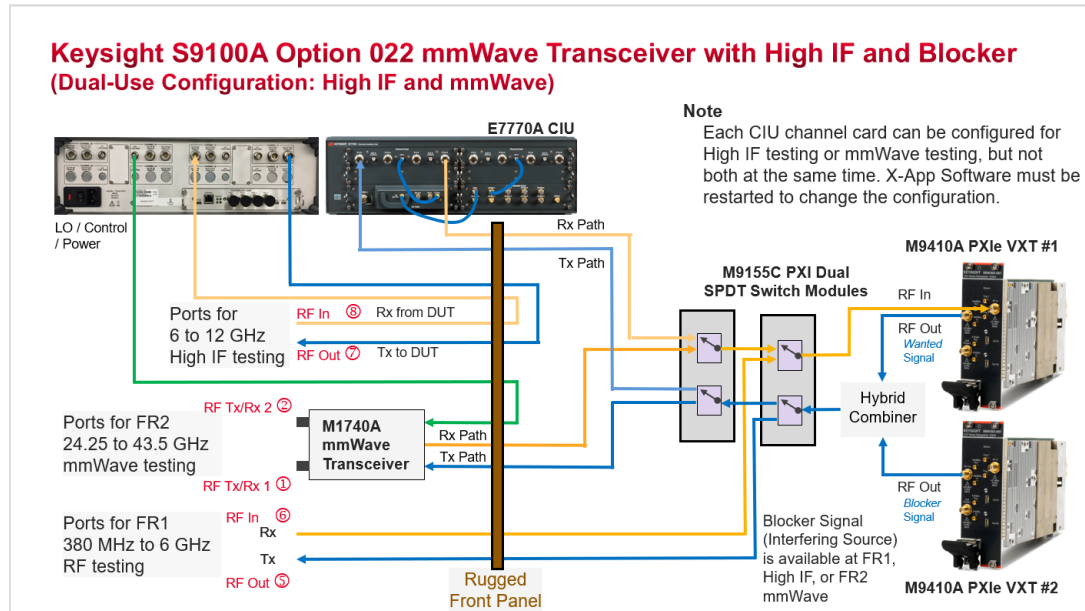 Keysight S9100A Option 022 mmWave Transceiver with High IF and Blocker
(Dual-Use Configuration: High IF and mmWave)
Note
Each CIU channel card can be configured for
High IF testing or mmWave testing, but not
both at the same time. X-App Software must be
restarted to change the configuration.
E7770A CIU
LO / Control
/ Power
Rx Path
Tx Path
M9155C PXI Dual
SPDT Switch Modules
M9410A PXIe VXT #1
RF In
RF Out
Wanted
Signal
Ports for
6 to 12 GHz
High IF testing
RF In ⑧ Rx from DUT
RF Out ⑦ Tx to DUT
Hybrid
Combiner
RF Tx/Rx 2 ②
Ports for FR2
24.25 to 43.5 GHz
mmWave testing
M1740A
mmWave
Transceiver
Rx Path
Tx Path
RF Tx/Rx 1 ①
RF Out
Blocker
Signal
Ports for FR1
380 MHz to 6 GHz
RF testing
RF In ⑥
Rx
Tx
RF Out ⑤
Blocker Signal
(Interfering Source)
is available at FR1,
High IF, or FR2
mmWave
Rugged
Front Panel
M9410A PXIe VXT #2